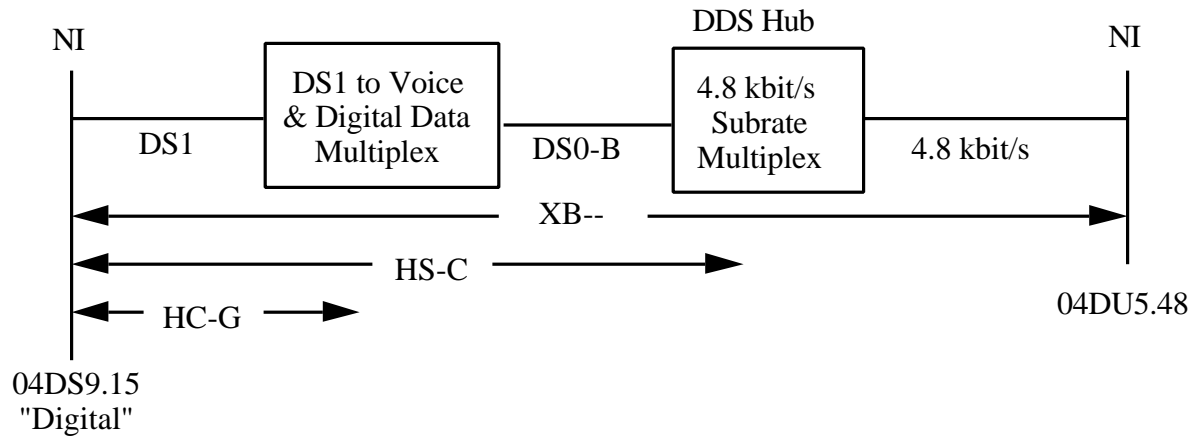 DDS Hub
NI
NI
DS1 to Voice
& Digital Data
Multiplex
4.8 kbit/s
Subrate
Multiplex
DS1
DS0-B
4.8 kbit/s
XB--
HS-C
HC-G
04DU5.48
04DS9.15
"Digital"